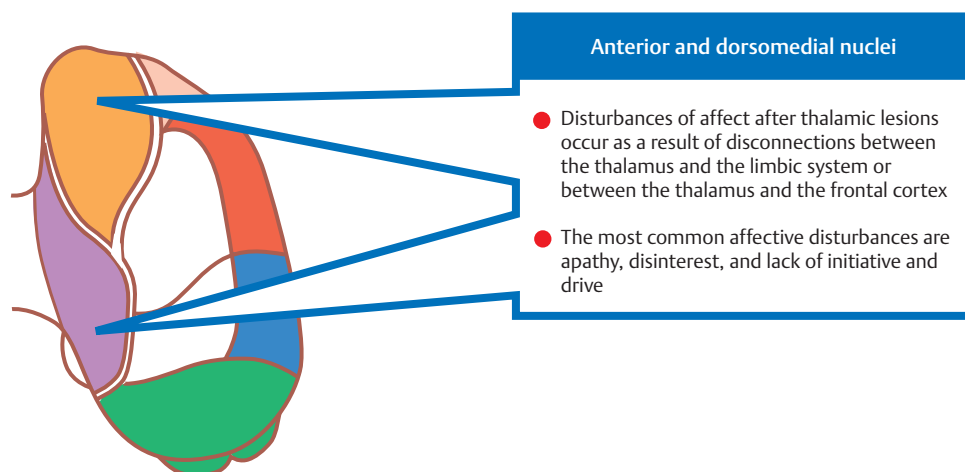 Anterior and dorsomedial nuclei
Disturbances of affect after thalamic lesions
occur as a result of disconnections between
the thalamus and the limbic system or
between the thalamus and the frontal cortex
The most common affective disturbances are
apathy, disinterest, and lack of initiative and
drive